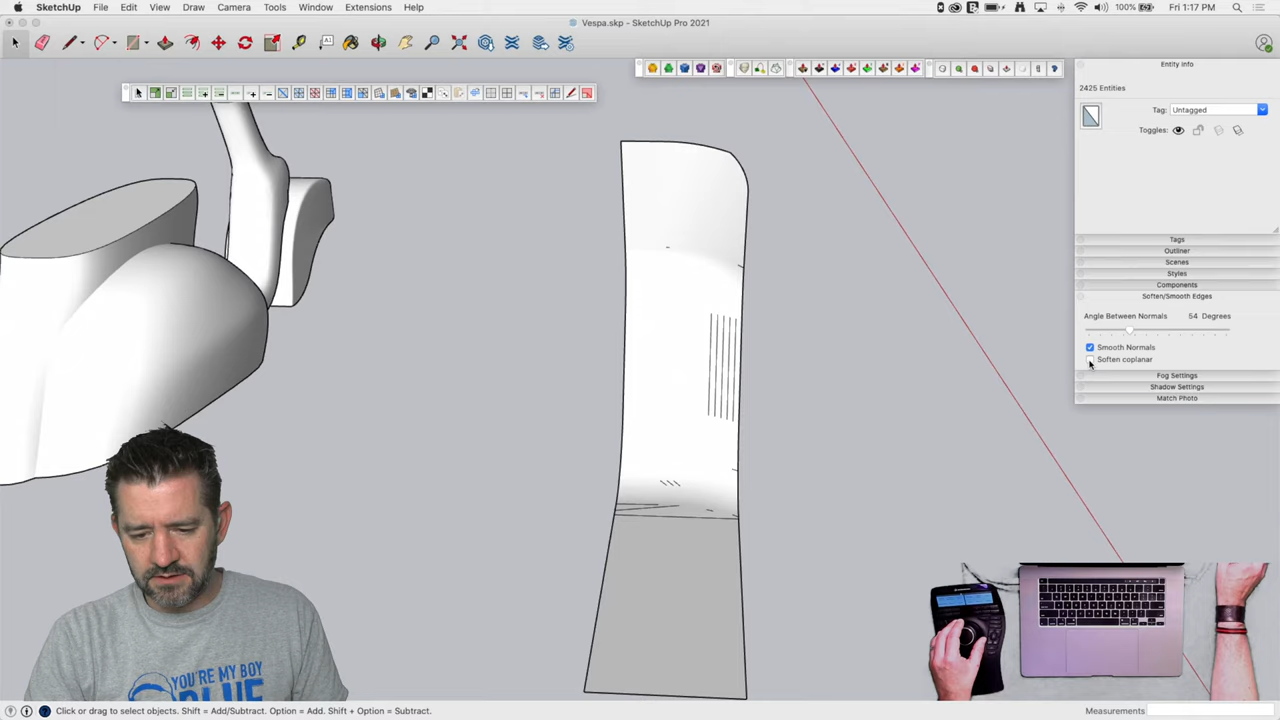 SketchUp File Edit View Draw Camera Tools Window Extensions Help
100% Fri 1:17 PM
Vespa.skp - SketchUp Pro 2021
Entity Info
2425 Entities
Tag: Untagged
Toggles:
Tags
Outliner
Scenes
Styles
Components
Soften/Smooth Edges
Angle Between Normals 54 Degrees
Smooth Normals
Soften coplanar
Fog Settings
Shadow Settings
Match Photo
YOU'RE MY BOY
BLUE
Click or drag to select objects. Shift = Add/Subtract. Option = Add. Shift + Option = Subtract.
Measurements